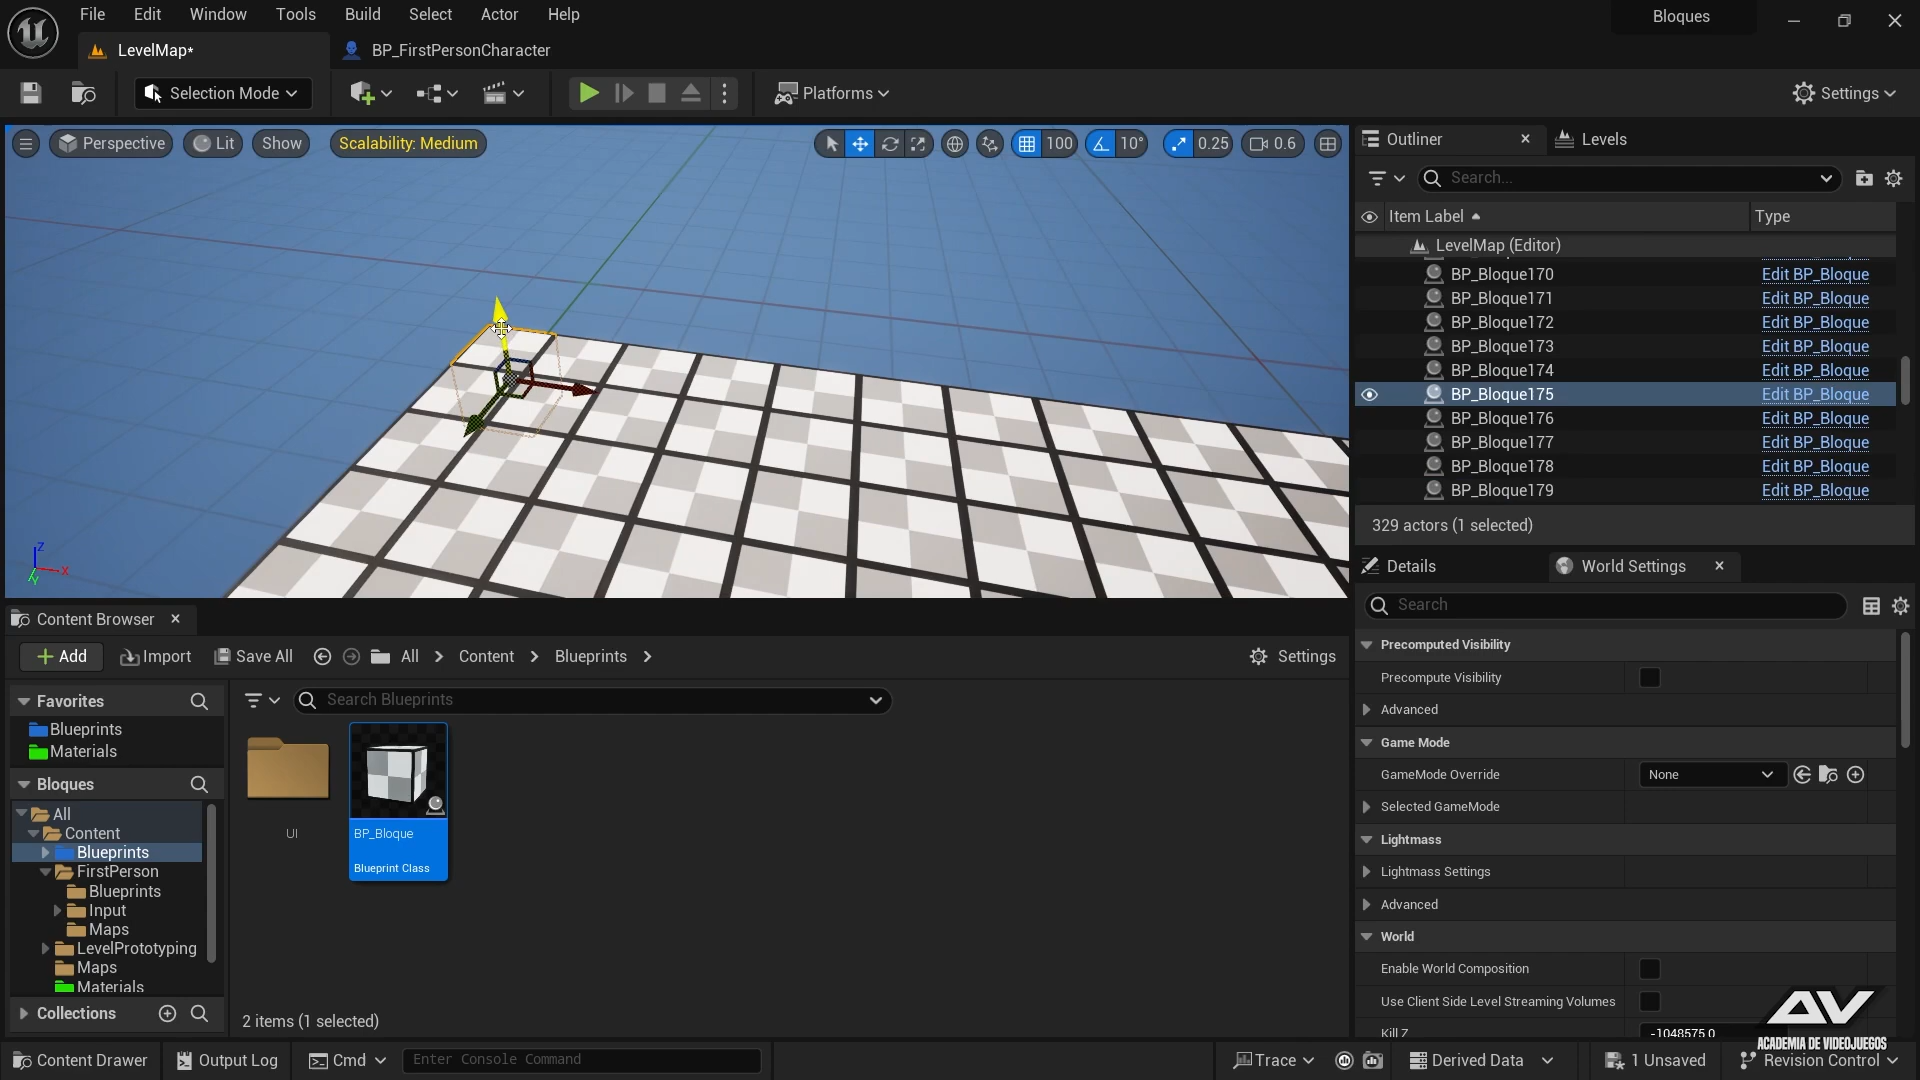 File Edit Window Tools Build Select Actor Help
Bloques
LevelMap*
BP_FirstPersonCharacter
Selection Mode
Platforms
Settings
Perspective
Lit
Show
Scalability: Medium
100
10°
0.25
0.6
Outliner
Levels
Search...
Item Label
Type
LevelMap (Editor)
BP_Bloque170 Edit BP_Bloque
BP_Bloque171 Edit BP_Bloque
BP_Bloque172 Edit BP_Bloque
BP_Bloque173 Edit BP_Bloque
BP_Bloque174 Edit BP_Bloque
BP_Bloque175 Edit BP_Bloque
BP_Bloque176 Edit BP_Bloque
BP_Bloque177 Edit BP_Bloque
BP_Bloque178 Edit BP_Bloque
BP_Bloque179 Edit BP_Bloque
329 actors (1 selected)
Details
World Settings
Search
Precomputed Visibility
Precompute Visibility
Advanced
Game Mode
GameMode Override
None
Selected GameMode
Lightmass
Lightmass Settings
Advanced
World
Enable World Composition
Use Client Side Level Streaming Volumes
Kill Z
-1048575.0
Z
X
Y
Content Browser
Add
Import
Save All
All
Content
Blueprints
Settings
Favorites
Blueprints
Materials
Bloques
All
Content
Blueprints
FirstPerson
Blueprints
Input
Maps
LevelPrototyping
Maps
Materials
Collections
Search Blueprints
UI
BP_Bloque
Blueprint Class
2 items (1 selected)
AV
ACADEMIA DE VIDEOJUEGOS
Content Drawer
Output Log
Cmd
Enter Console Command
Trace
Derived Data
1 Unsaved
Revision Control